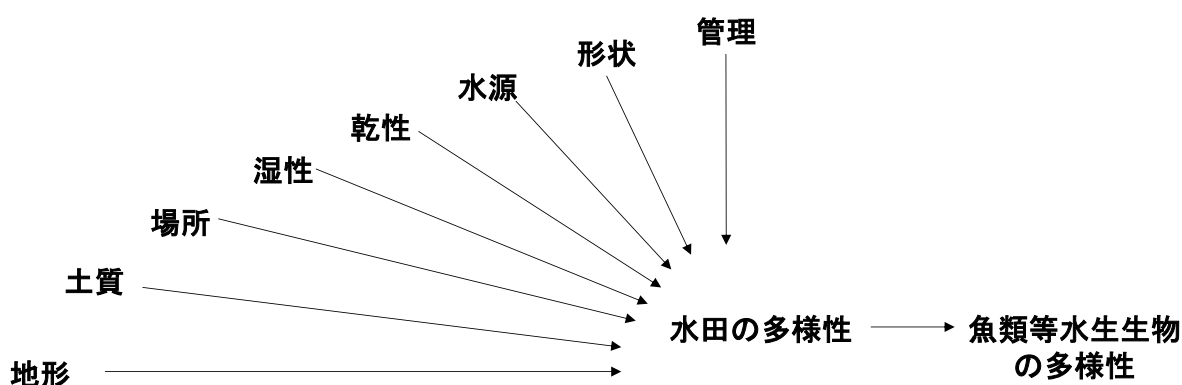 管理
形状
水源
乾性
湿性
場所
土質
水田の多様性
魚類等水生生物
の多様性
地形